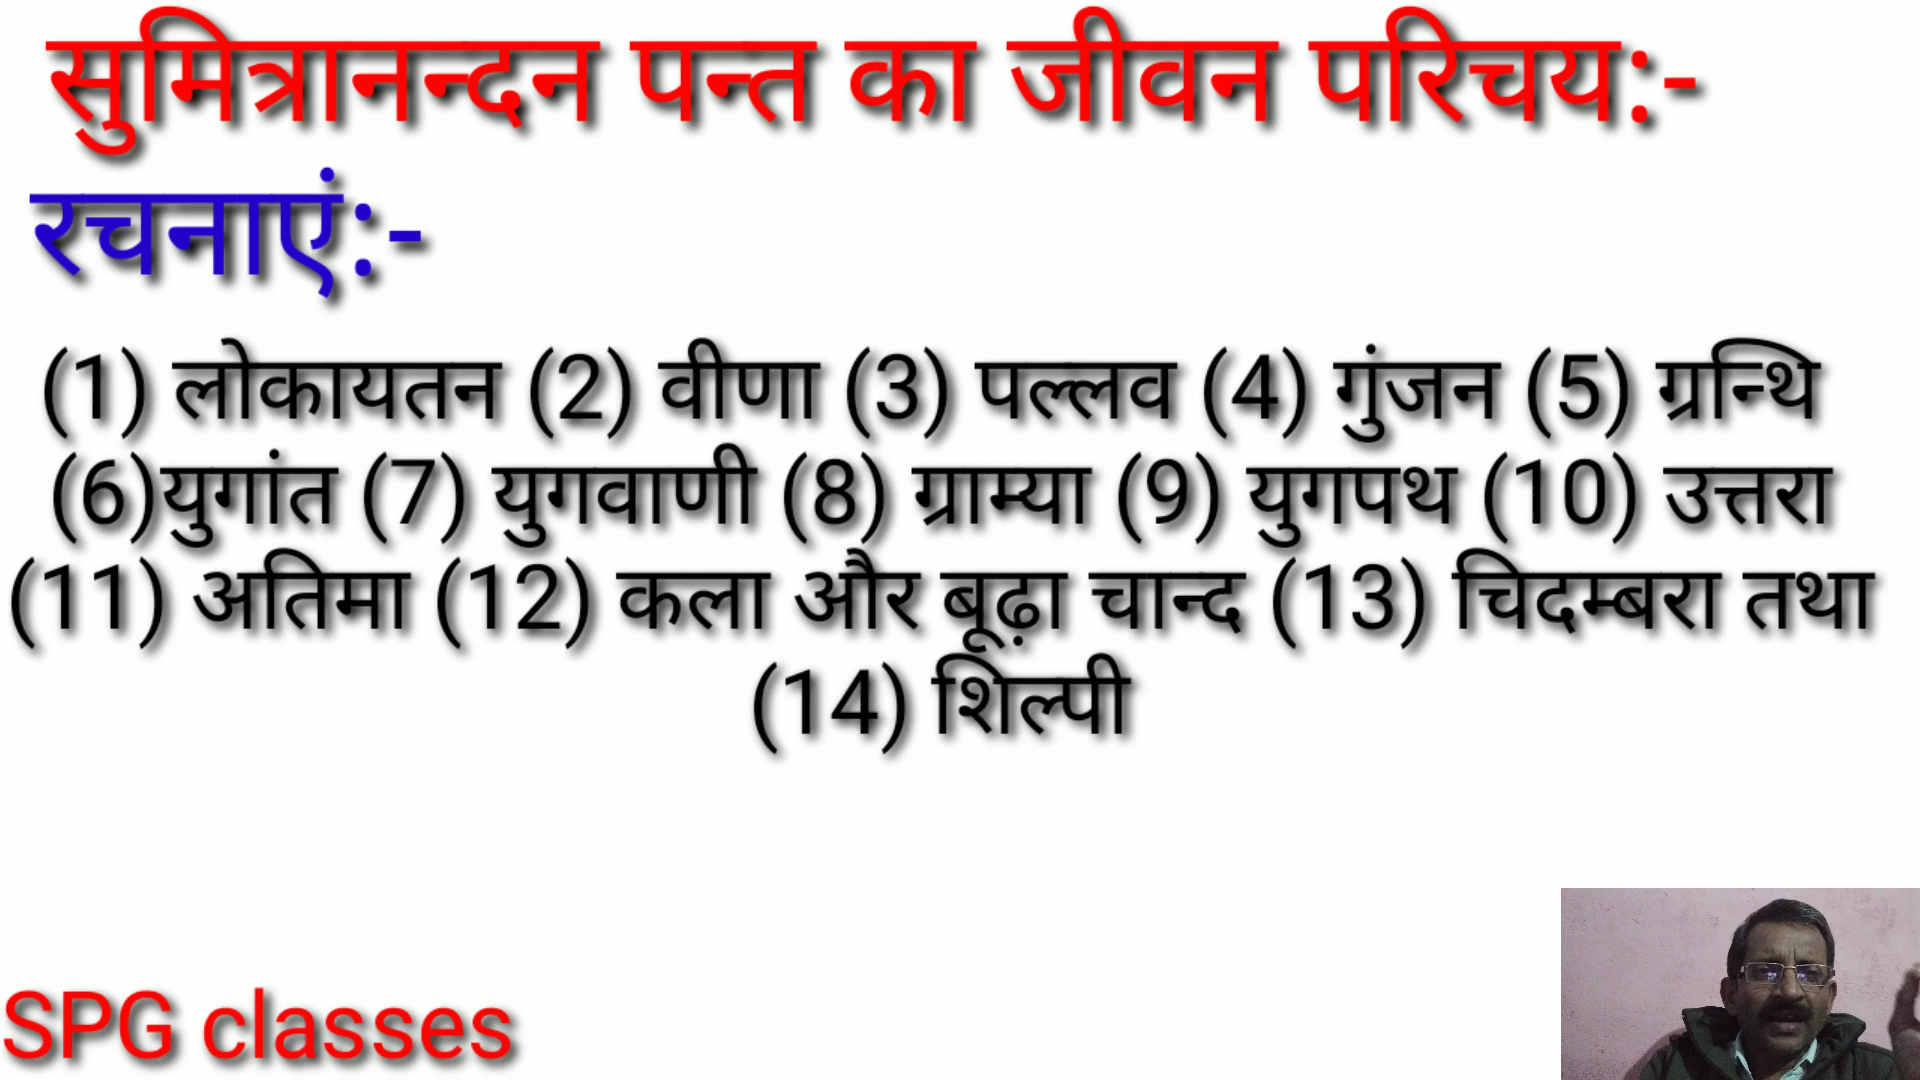 सुमित्रानन्दन पन्त का जीवन परिचय:-
रचनाएं:-
(1) लोकायतन (2) वीणा (3) पल्लव (4) गुंजन (5) ग्रन्थि
(6)युगांत (7) युगवाणी (8) ग्राम्या (9) युगपथ (10) उत्तरा
(11) अतिमा (12) कला और बूढ़ा चान्द (13) चिदम्बरा तथा
(14) शिल्पी
SPG classes